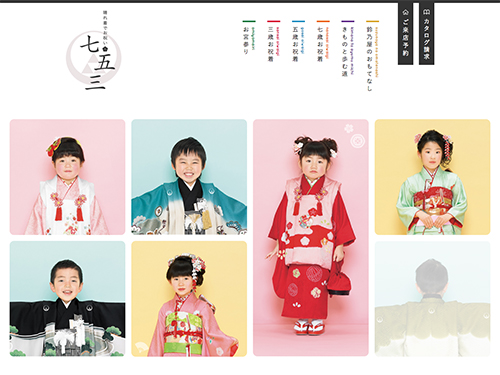 晴れ着でお祝い
七五三
お宮参り
三歳お祝着
五歳お祝着
七歳お祝着
きものと歩む道
鈴乃屋のおもてなし
ご来店予約
カタログ請求